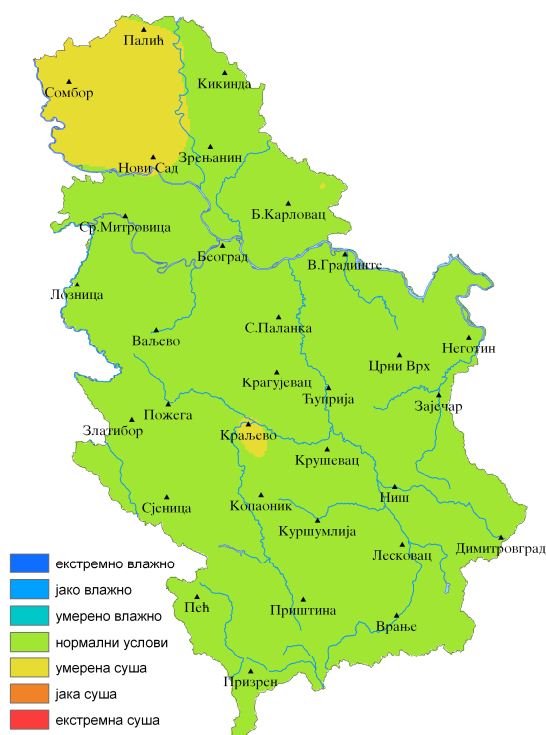 Палић
Кикинда
Сомбор
Зрењанин
Нови Сад
Б.Карловац
Ср.Митровица
Београд
В.Градиште
Лозница
С.Паланка
Ваљево
Неготин
Црни Врх
Крагујевац
Ћуприја
Зајечар
Пожега
Златибор
Краљево
Крушевац
Ниш
Копаоник
Сјеница
Куршумлија
Димитровград
Лесковац
екстремно влажно
јако влажно
умерено влажно
нормални услови
умерена суша
јака суша
екстремна суша
Пећ
Приштина
Врање
Призрен